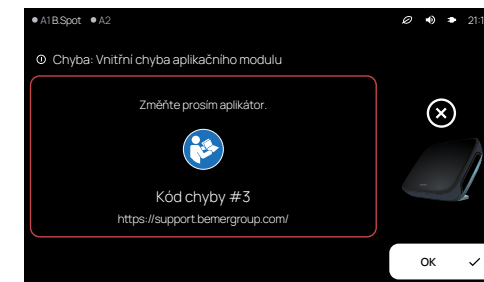 A1 B.Spot A2 21:1
Chyba: Vnitřní chyba aplikačního modulu
Změňte prosím aplikátor.
Kód chyby #3
https://support.bemergroup.com/
OK